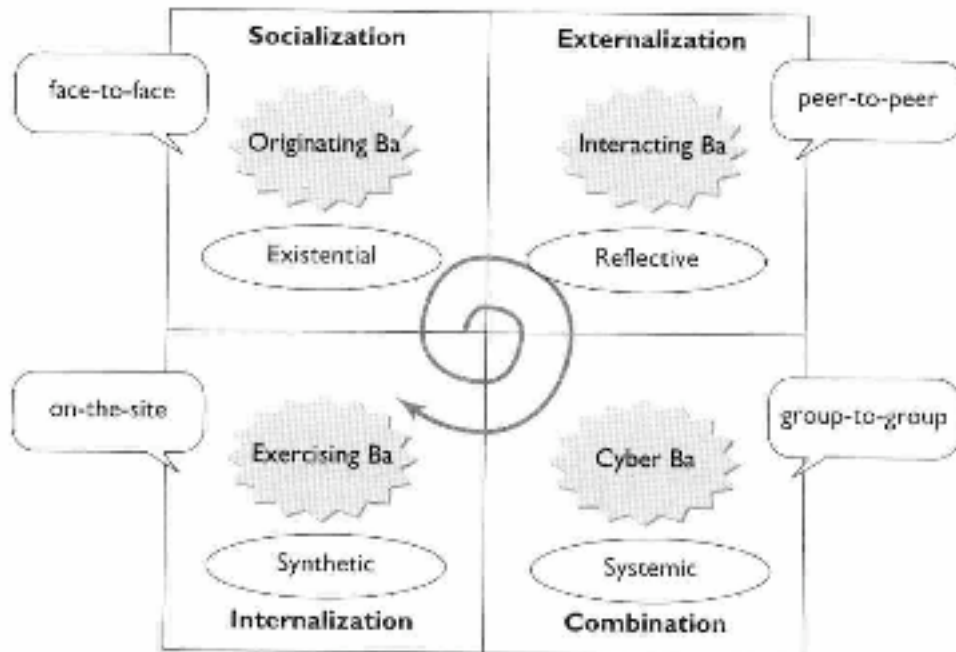 Socialization
Externalization
face-to-face
peer-to-peer
Originating Ba
Interacting Ba
Existential
Reflective
on-the-site
group-to-group
Exercising Ba
Cyber Ba
Synthetic
Systemic
Internalization
Combination